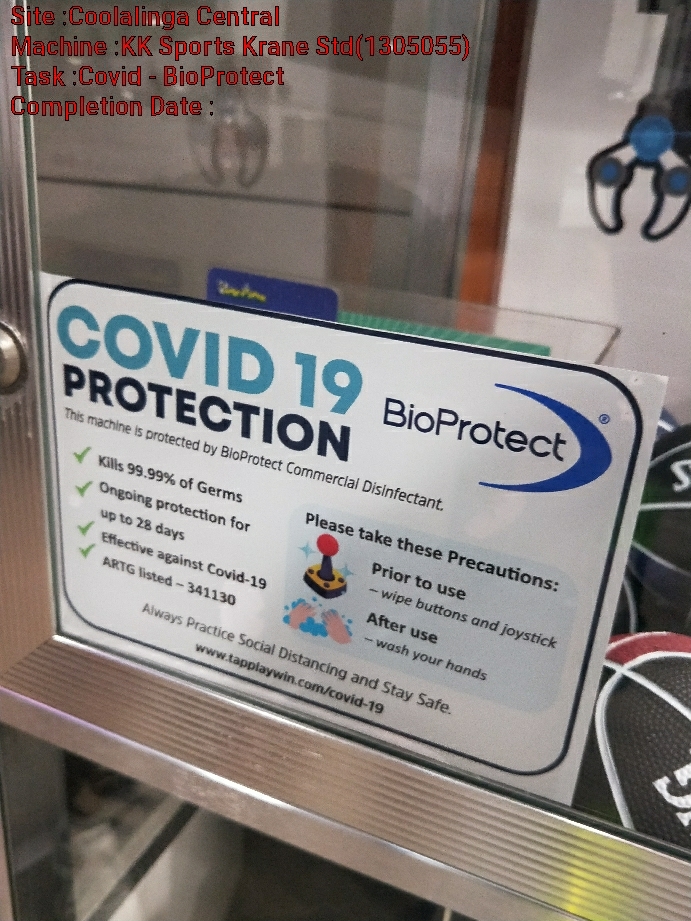 Site :Coolalinga Central
Machine :KK Sports Krane Std(1305055)
Task :Covid - BioProtect
Completion Date :
COVID 19
PROTECTION
BioProtect®
This machine is protected by BioProtect Commercial Disinfectant.
Kills 99.99% of Germs
Ongoing protection for
up to 28 days
Effective against Covid-19
ARTG listed – 341130
Please take these Precautions:
Prior to use
– wipe buttons and joystick
After use
– wash your hands
Always Practice Social Distancing and Stay Safe.
www.tapplaywin.com/covid-19